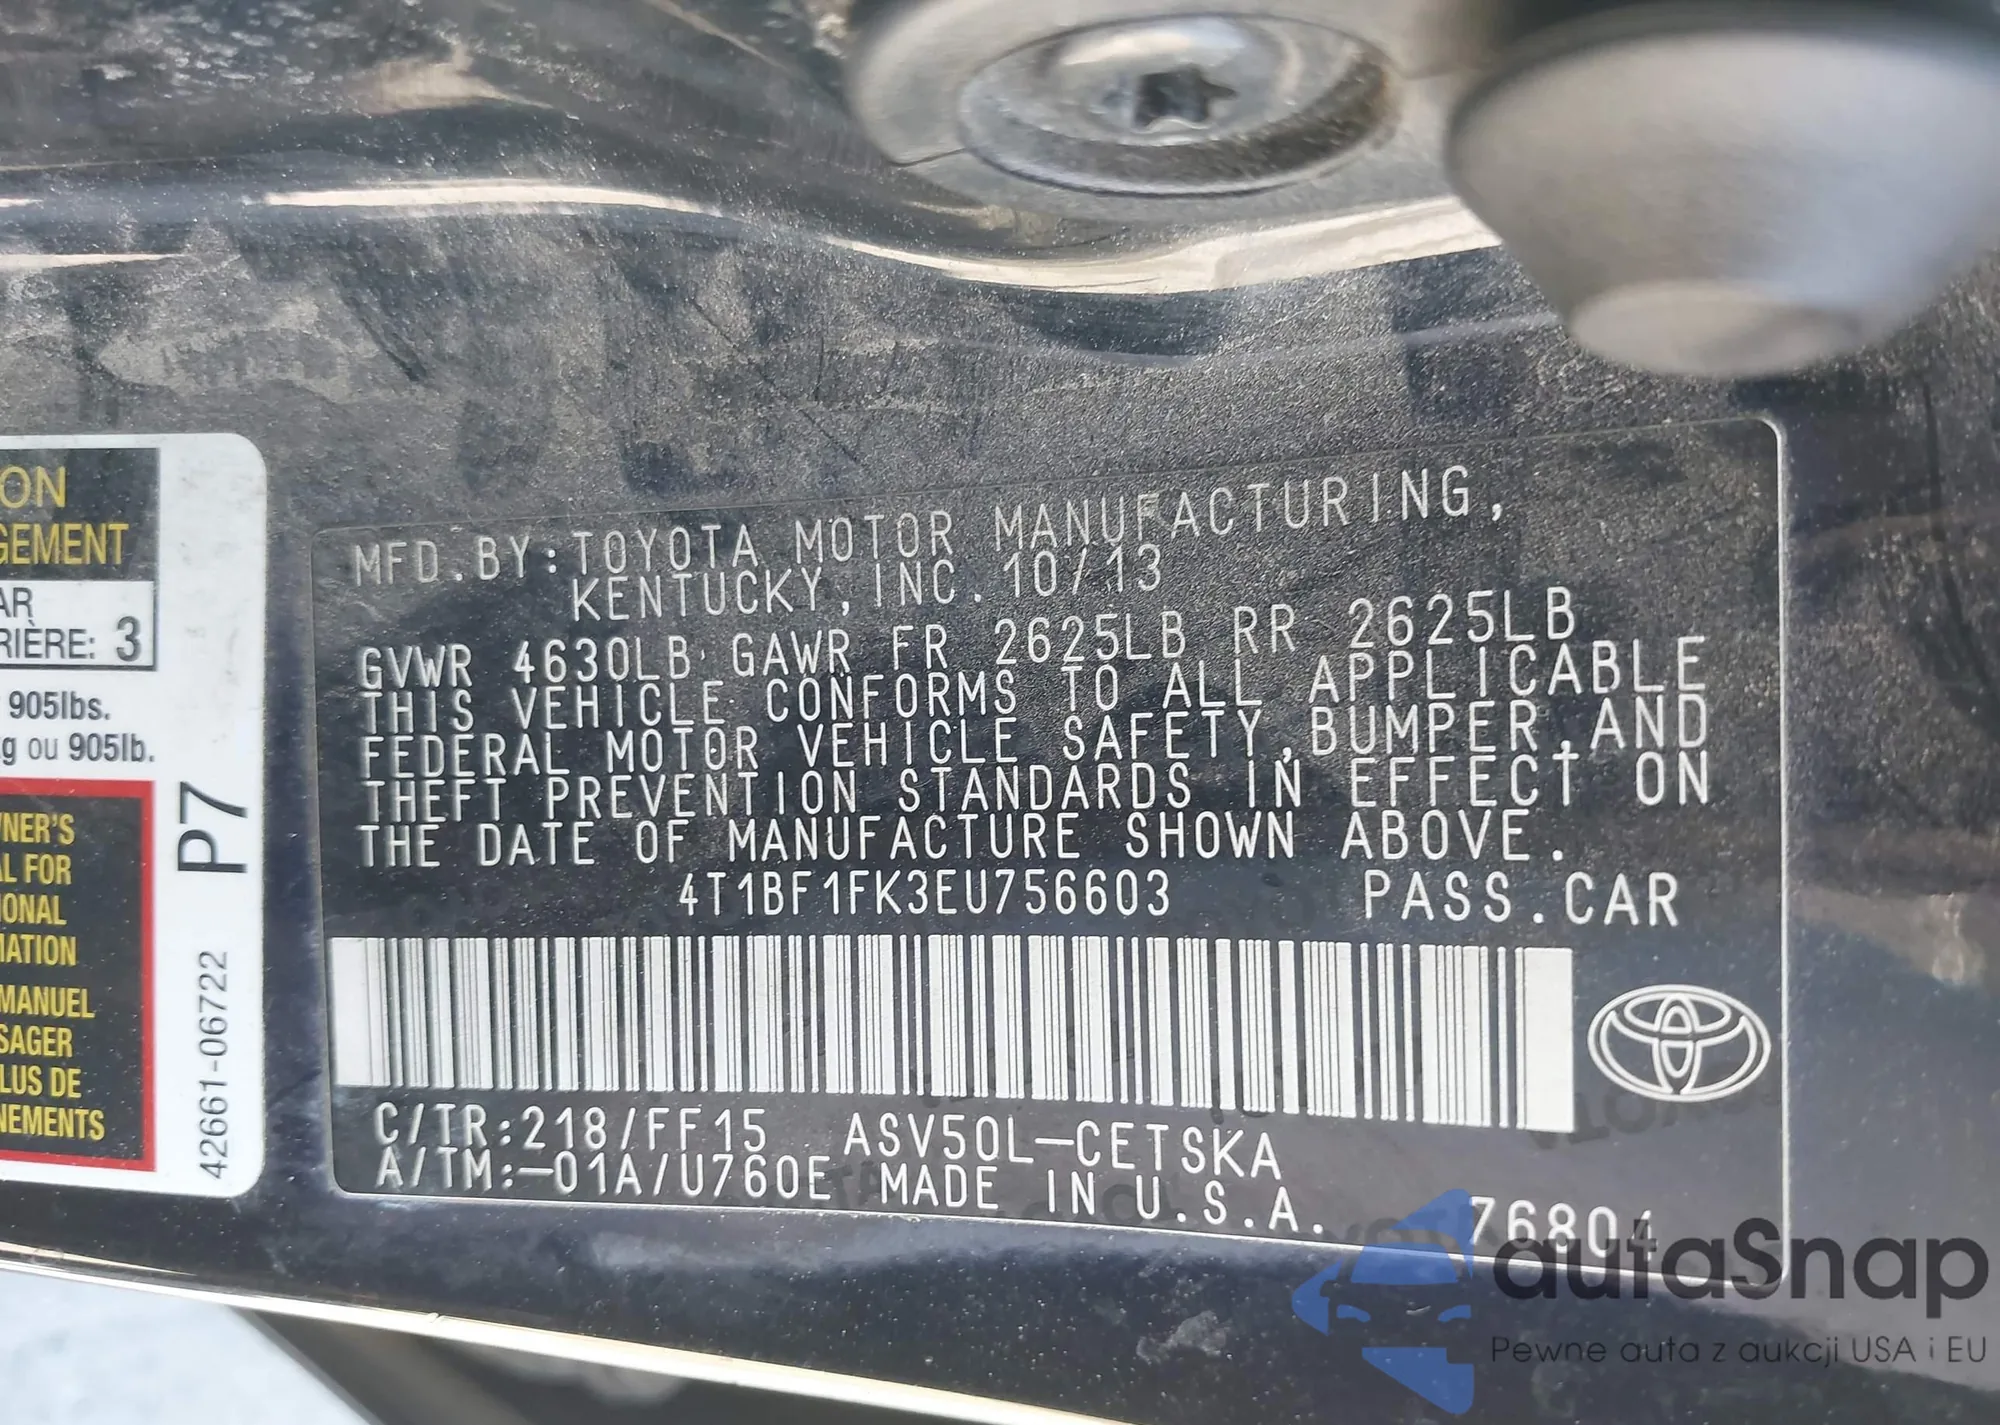 ON
GEMENT
AR
RIÈRE: 3
905lbs.
g ou 905lb.
NER'S
AL FOR
IONAL
MATION
MANUEL
SAGER
LUS DE
NEMENTS
P7
42661-06722
MFD.BY:TOYOTA MOTOR MANUFACTURING,
KENTUCKY, INC. 10/13
GVWR 4630LB GAWR FR 2625LB RR 2625LB
THIS VEHICLE CONFORMS TO ALL APPLICABLE
FEDERAL MOTOR VEHICLE SAFETY,BUMPER,AND
THEFT PREVENTION STANDARDS IN EFFECT ON
THE DATE OF MANUFACTURE SHOWN ABOVE.
4T1BF1FK3EU756603 PASS.CAR
C/TR:218/FF15 ASV50L-CETSKA
A/TM:-01A/U760E MADE IN U.S.A. 76804
autaSnap
Pewne auta z aukcji USA i EU